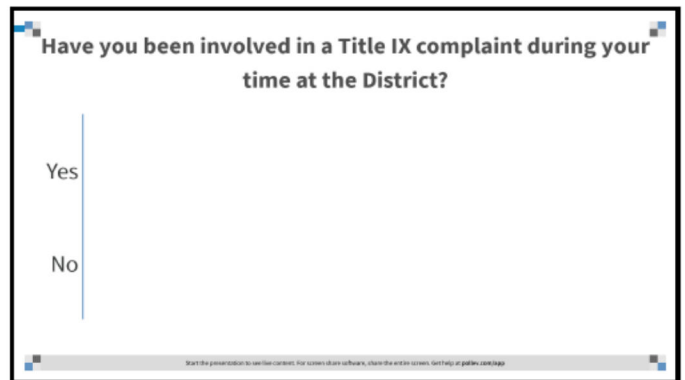 Have you been involved in a Title IX complaint during your
time at the District?
Yes
No
Start the presentation to see live content. For screen share software, share the entire screen. Get help at pollev.com/app